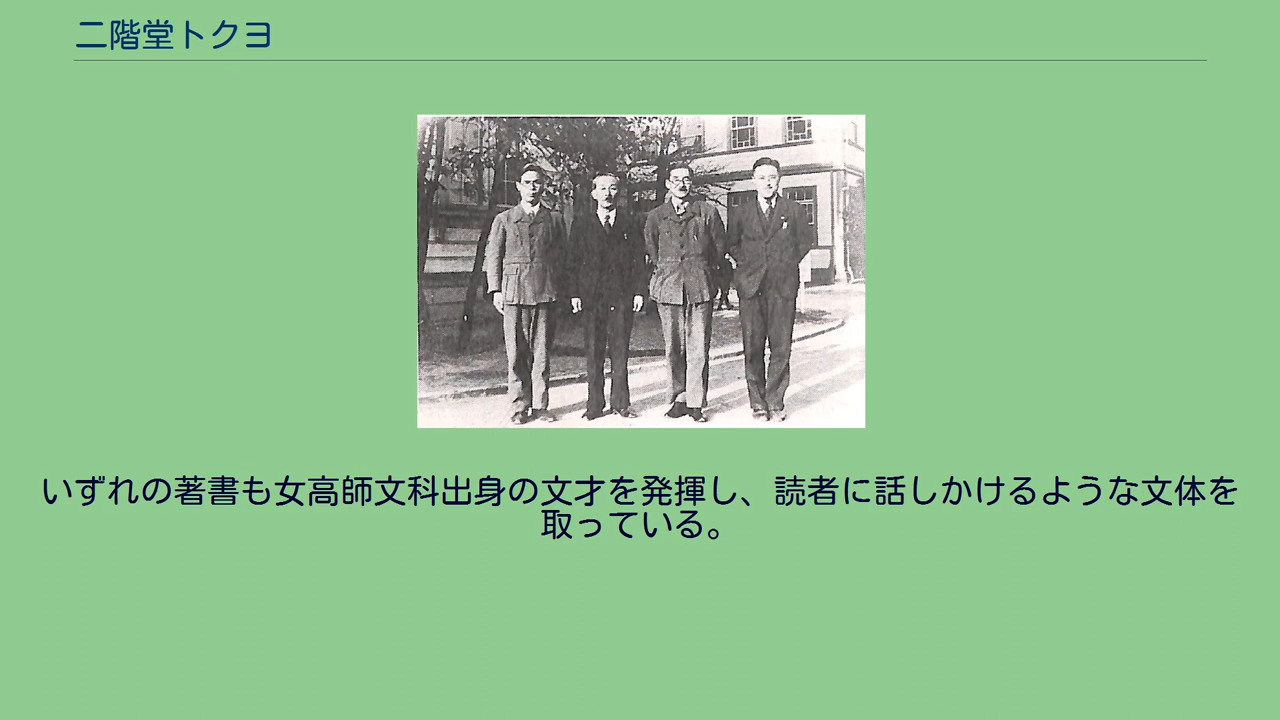 二階堂トクヨ
いずれの著書も女高師文科出身の文才を発揮し、読者に話しかけるような文体を
取っている。